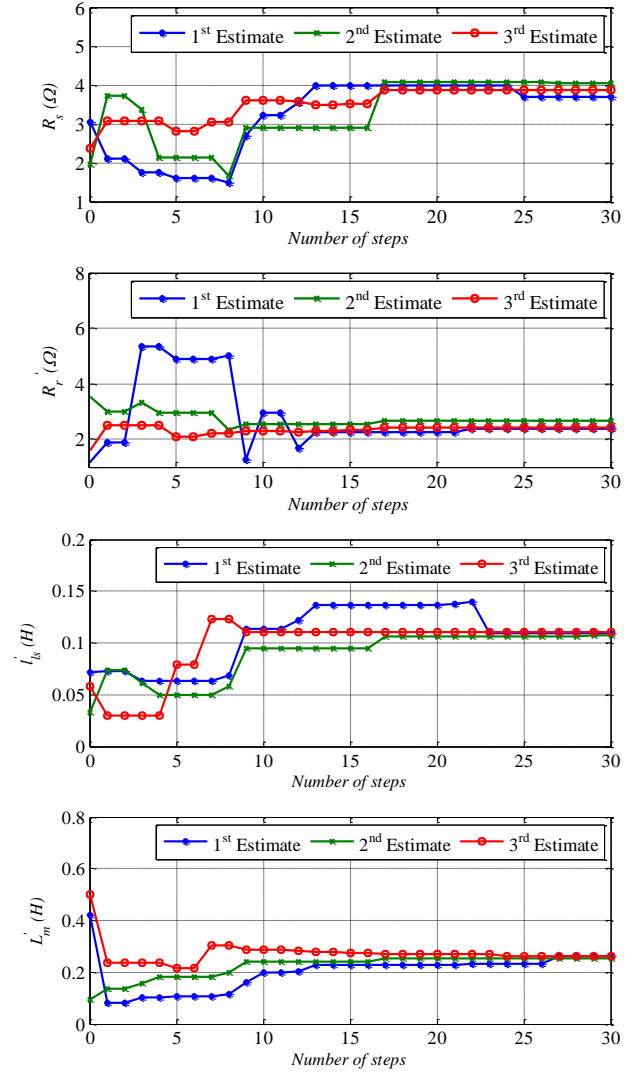 6
5
4
3
2
1
R_s (Ω)
1st Estimate 2nd Estimate 3rd Estimate
0 5 10 15 20 25 30
Number of steps
8
6
4
2
R_r' (Ω)
1st Estimate 2nd Estimate 3rd Estimate
0 5 10 15 20 25 30
Number of steps
0.2
0.15
0.1
0.05
0
l_ls' (H)
1st Estimate 2nd Estimate 3rd Estimate
0 5 10 15 20 25 30
Number of steps
0.8
0.6
0.4
0.2
0
L_m' (H)
1st Estimate 2nd Estimate 3rd Estimate
0 5 10 15 20 25 30
Number of steps